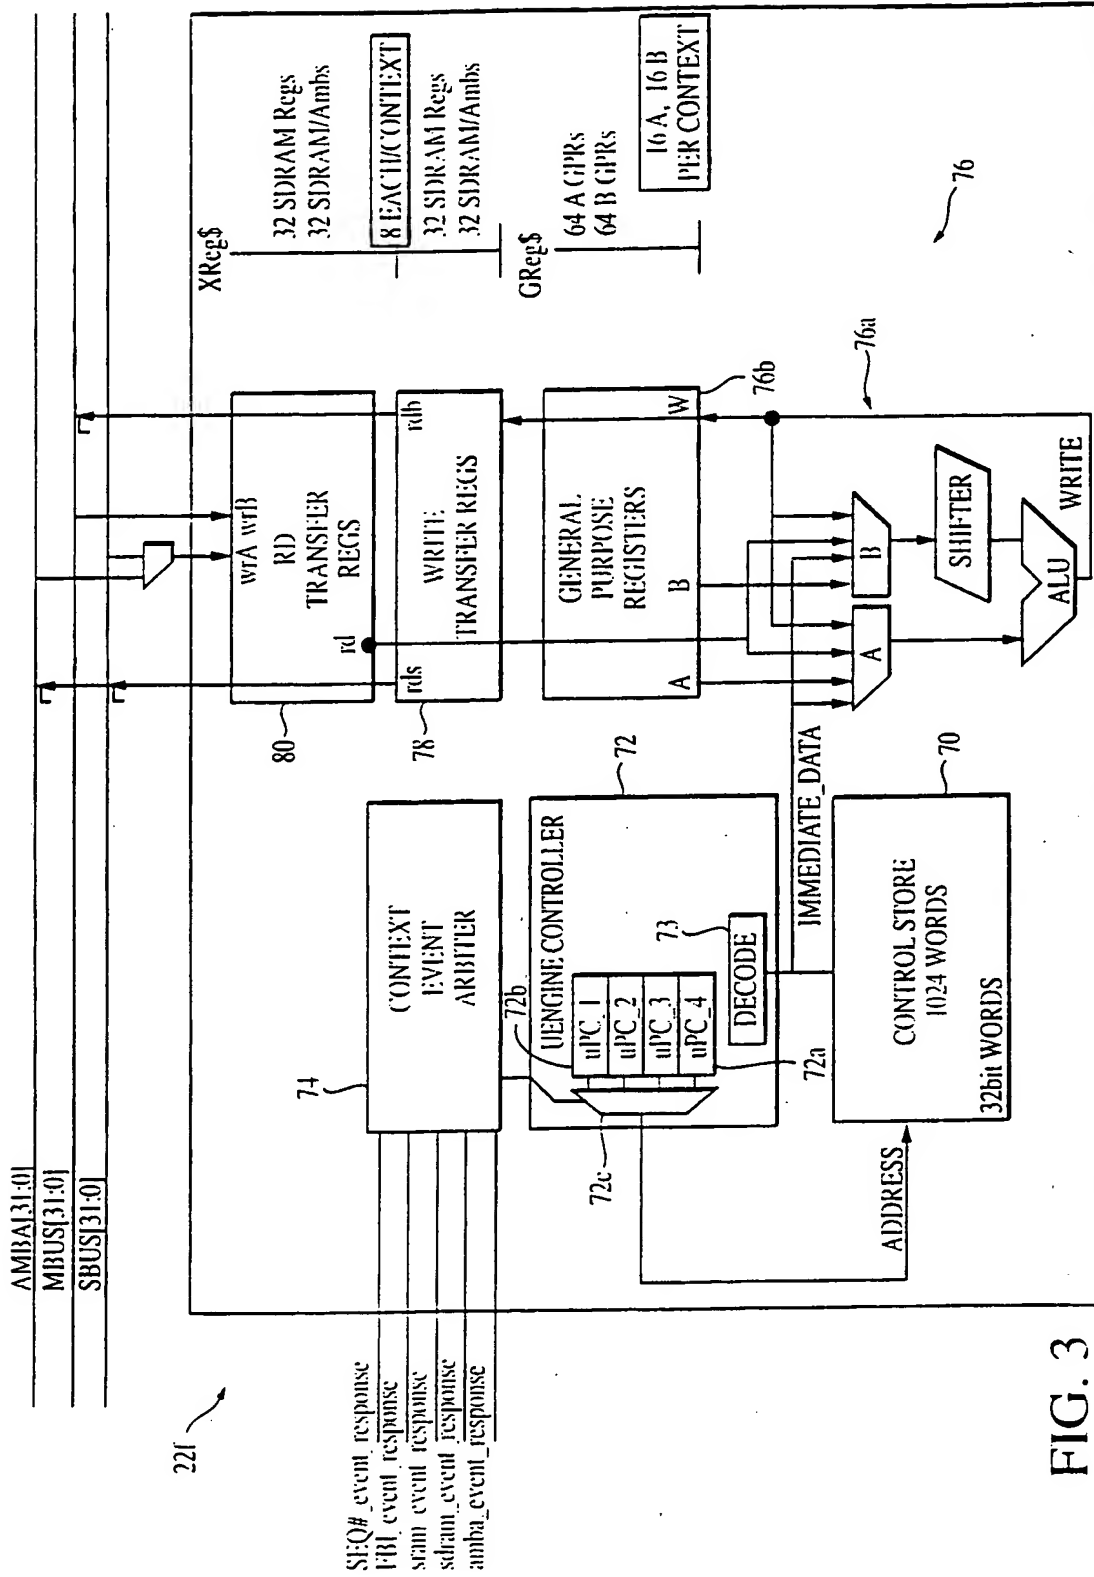 AMBA[31:0]
MBUS[31:0]
SBUS[31:0]
22f
SEQ#_event_response
FBI_event_response
sram_event_response
sdram_event_response
amba_event_response
74
CONTEXT
EVENT
ARBITER
72
UENGINE CONTROLLER
72b
uPC_1
uPC_2
uPC_3
uPC_4
72a
72c
73
DECODE
IMMEDIATE_DATA
70
CONTROL STORE
1024 WORDS
32bit WORDS
ADDRESS
80
wrA wrB
RD
TRANSFER
REGS
rd
78
rds
WRITE
TRANSFER REGS
rdb
GENERAL
PURPOSE
REGISTERS
A
B
W
76b
A
B
76a
SHIFTER
ALU
WRITE
XReg$
32 SDRAM Regs
32 SDRAM/Ambs
8 EACH/CONTEXT
32 SDRAM Regs
32 SDRAM/Ambs
GReg$
64 A GPRs
64 B GPRs
16 A, 16 B
PER CONTEXT
76
FIG. 3